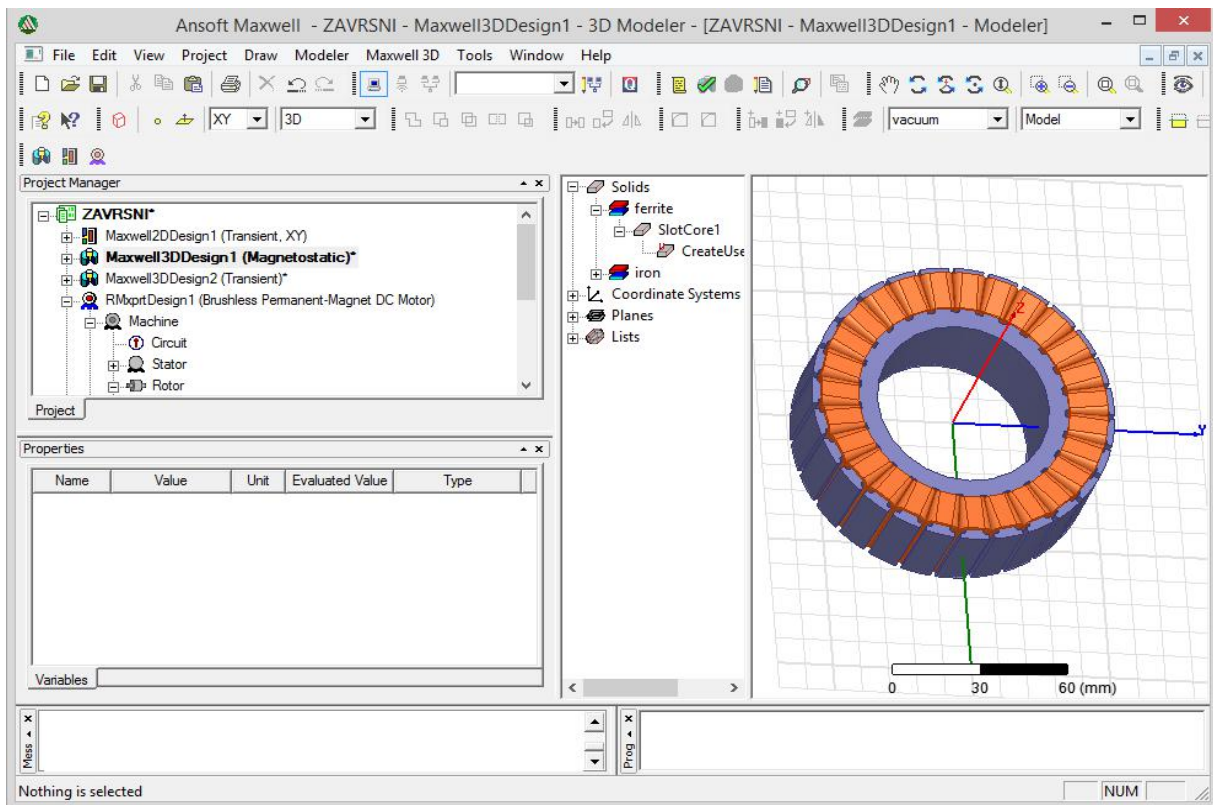 Ansoft Maxwell - ZAVRSNI - Maxwell3DDesign1 - 3D Modeler - [ZAVRSNI - Maxwell3DDesign1 - Modeler]
File Edit View Project Draw Modeler Maxwell 3D Tools Window Help
XY 3D vacuum Model
Project Manager
ZAVRSNI*
Maxwell2DDesign1 (Transient, XY)
Maxwell3DDesign1 (Magnetostatic)*
Maxwell3DDesign2 (Transient)*
RMxprtDesign1 (Brushless Permanent-Magnet DC Motor)
Machine
Circuit
Stator
Rotor
Project
Properties
Name Value Unit Evaluated Value Type
Variables
Solids
ferrite
SlotCore1
CreateUse
iron
Coordinate Systems
Planes
Lists
Z
Y
0 30 60 (mm)
Mess
Prog
Nothing is selected
NUM